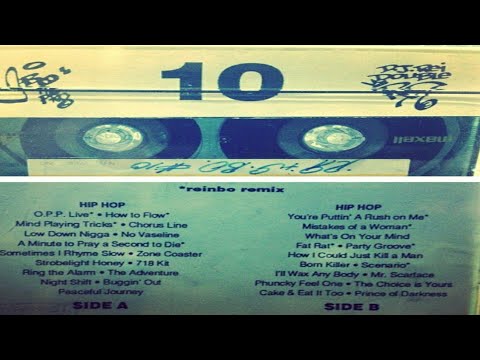 10
DJ Rei
Double
R
maxell
*reinbo remix
HIP HOP
O.P.P. Live* • How to Flow*
Mind Playing Tricks* • Chorus Line
Low Down Nigga • No Vaseline
A Minute to Pray a Second to Die*
Sometimes I Rhyme Slow • Zone Coaster
Strobelight Honey • 718 Kit
Ring the Alarm • The Adventure
Night Shift • Buggin' Out
Peaceful Journey
SIDE A
HIP HOP
You're Puttin' A Rush on Me*
Mistakes of a Woman*
What's On Your Mind
Fat Rat* • Party Groove*
How I Could Just Kill a Man
Born Killer • Scenario*
I'll Wax Any Body • Mr. Scarface
Phuncky Feel One • The Choice is Yours
Cake & Eat It Too • Prince of Darkness
SIDE B